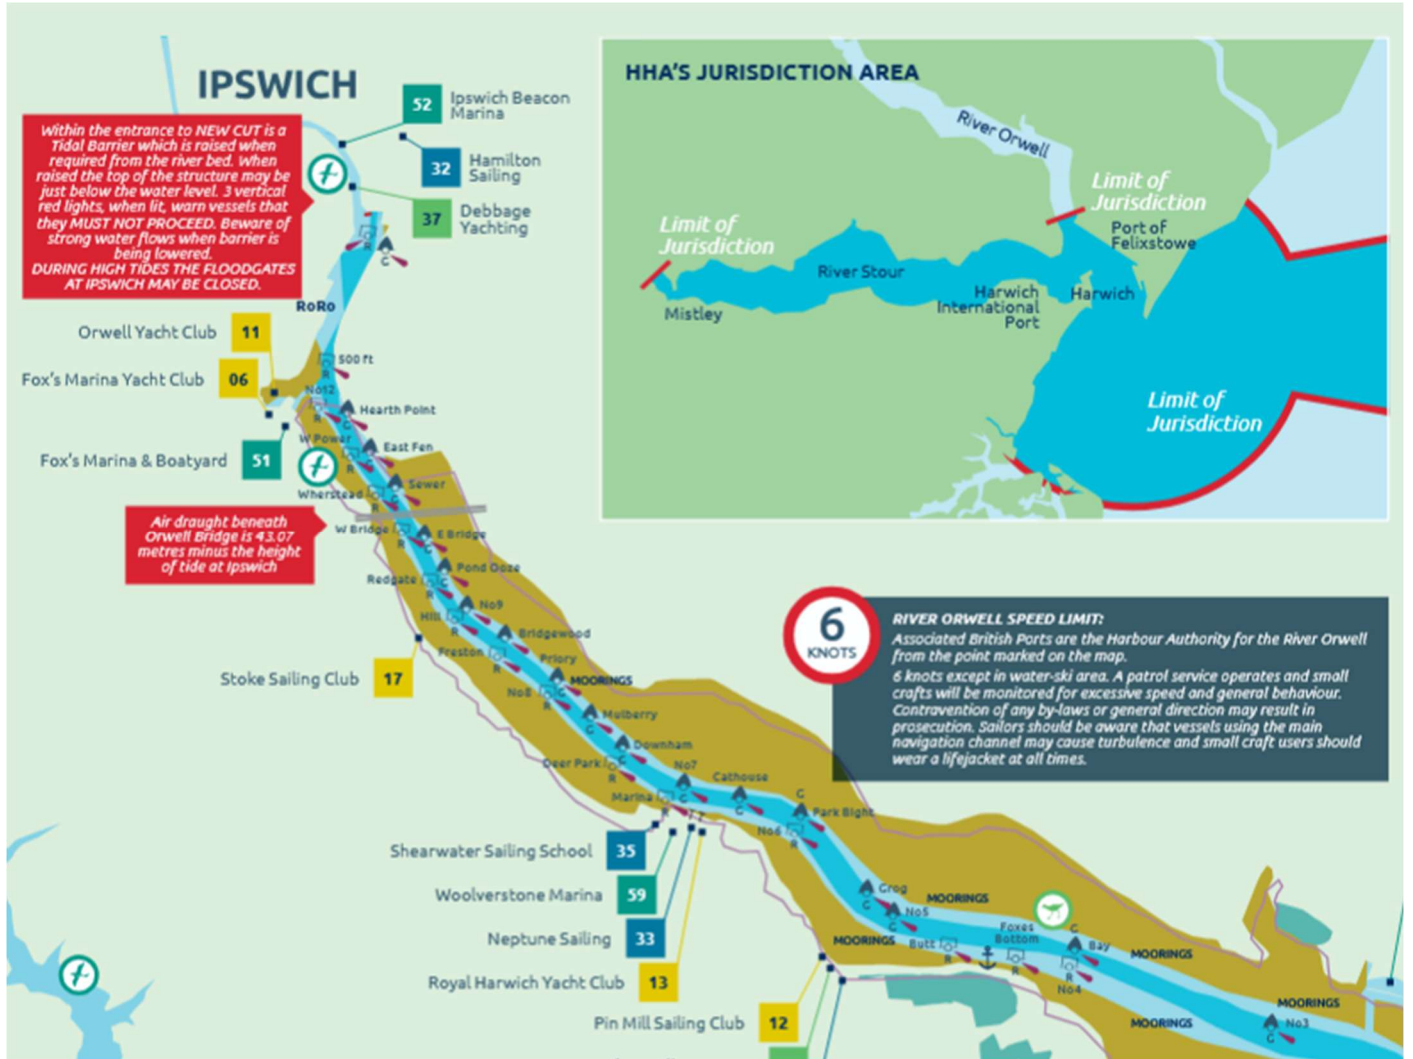 IPSWICH
52
Ipswich Beacon
Marina
32
Hamilton
Sailing
37
Debbage
Yachting
Within the entrance to NEW CUT is a
Tidal Barrier which is raised when
required from the river bed. When
raised the top of the structure may be
just below the water level. 3 vertical
red lights, when lit, warn vessels that
they MUST NOT PROCEED. Beware of
strong water flows when barrier is
being lowered.
DURING HIGH TIDES THE FLOODGATES
AT IPSWICH MAY BE CLOSED.
R
G
RoRo
Orwell Yacht Club
11
Fox's Marina Yacht Club
06
Fox's Marina & Boatyard
51
500 ft
R
No12
R
Hearth Point
G
W Power
R
East Fen
G
Wherstead
R
Sewer
G
Air draught beneath
Orwell Bridge is 43.07
metres minus the height
of tide at Ipswich
W Bridge
R
E Bridge
G
Redgate
R
Pond Ooze
G
Hill
R
No9
G
Freston
R
Bridgewood
G
Stoke Sailing Club
17
Priory
G
MOORINGS
No8
R
Mulberry
G
Downham
G
Deer Park
R
No7
G
Marina
R
Cathouse
G
G
Park Bight
No6
R
Shearwater Sailing School
35
Woolverstone Marina
59
Neptune Sailing
33
Royal Harwich Yacht Club
13
Pin Mill Sailing Club
12
Grog
G
No5
G
MOORINGS
MOORINGS
Butt
R
Foxes
Bottom
R
G
Bay
R
No4
MOORINGS
MOORINGS
MOORINGS
No3
G
HHA'S JURISDICTION AREA
River Orwell
Limit of
Jurisdiction
Limit of
Jurisdiction
Port of
Felixstowe
River Stour
Mistley
Harwich
International
Port
Harwich
Limit of
Jurisdiction
6
KNOTS
RIVER ORWELL SPEED LIMIT:
Associated British Ports are the Harbour Authority for the River Orwell
from the point marked on the map.
6 knots except in water-ski area. A patrol service operates and small
crafts will be monitored for excessive speed and general behaviour.
Contravention of any by-laws or general direction may result in
prosecution. Sailors should be aware that vessels using the main
navigation channel may cause turbulence and small craft users should
wear a lifejacket at all times.